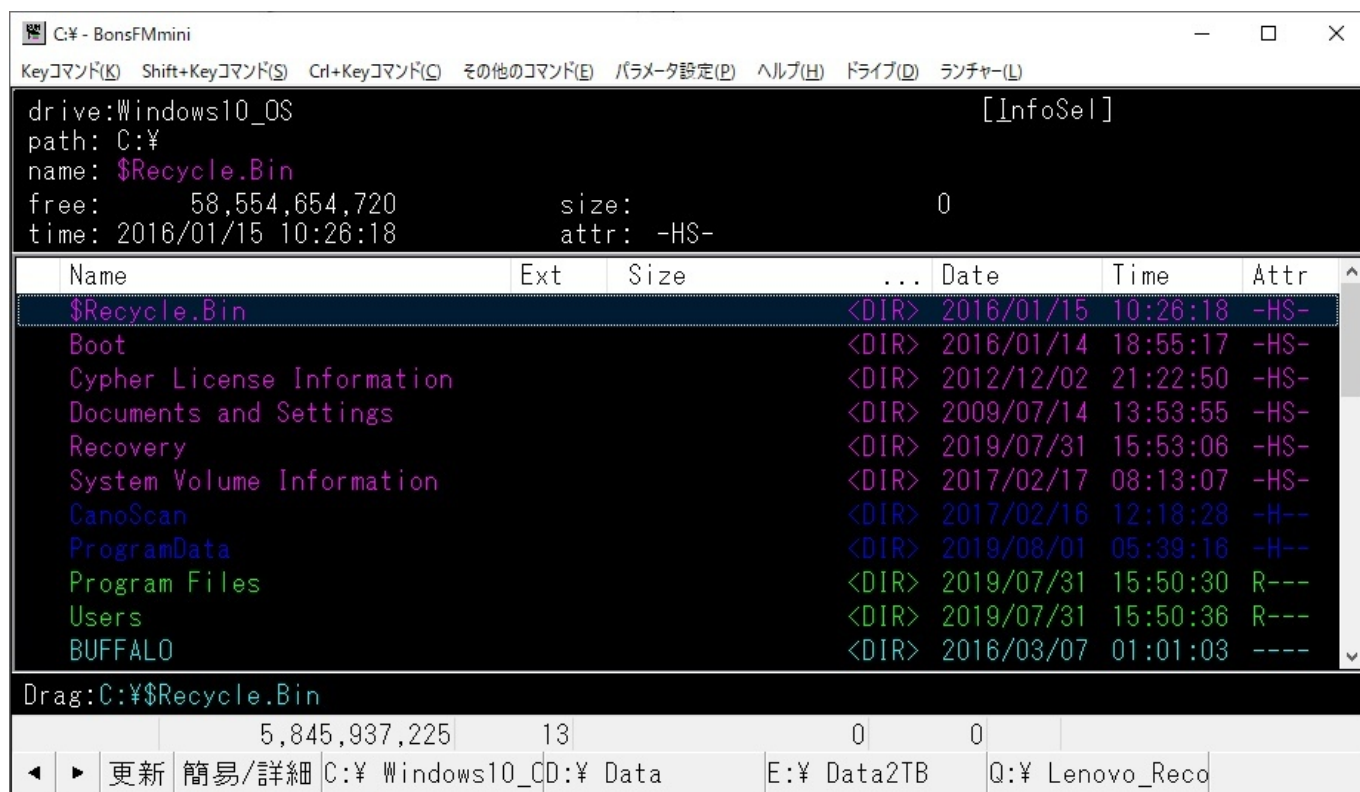 C:¥ - BonsFMmini
Keyコマンド(K) Shift+Keyコマンド(S) Crl+Keyコマンド(C) その他のコマンド(E) パラメータ設定(P) ヘルプ(H) ドライブ(D) ランチャー(L)
drive:Windows10_OS [InfoSel]
path: C:¥
name: $Recycle.Bin
free: 58,554,654,720 size: 0
time: 2016/01/15 10:26:18 attr: -HS-
Name Ext Size ... Date Time Attr
$Recycle.Bin <DIR> 2016/01/15 10:26:18 -HS-
Boot <DIR> 2016/01/14 18:55:17 -HS-
Cypher License Information <DIR> 2012/12/02 21:22:50 -HS-
Documents and Settings <DIR> 2009/07/14 13:53:55 -HS-
Recovery <DIR> 2019/07/31 15:53:06 -HS-
System Volume Information <DIR> 2017/02/17 08:13:07 -HS-
CanoScan <DIR> 2017/02/16 12:18:28 -H--
ProgramData <DIR> 2019/08/01 05:39:16 -H--
Program Files <DIR> 2019/07/31 15:50:30 R---
Users <DIR> 2019/07/31 15:50:36 R---
BUFFALO <DIR> 2016/03/07 01:01:03 ----
Drag:C:¥$Recycle.Bin
5,845,937,225 13 0 0
更新 簡易/詳細 C:¥ Windows10_O D:¥ Data E:¥ Data2TB Q:¥ Lenovo_Reco